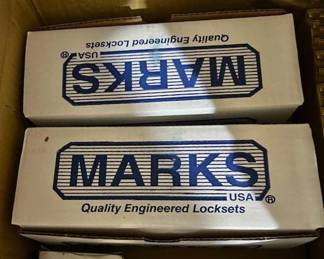 MARKS
USA ®
Quality Engineered Locksets
MARKS
USA ®
Quality Engineered Locksets